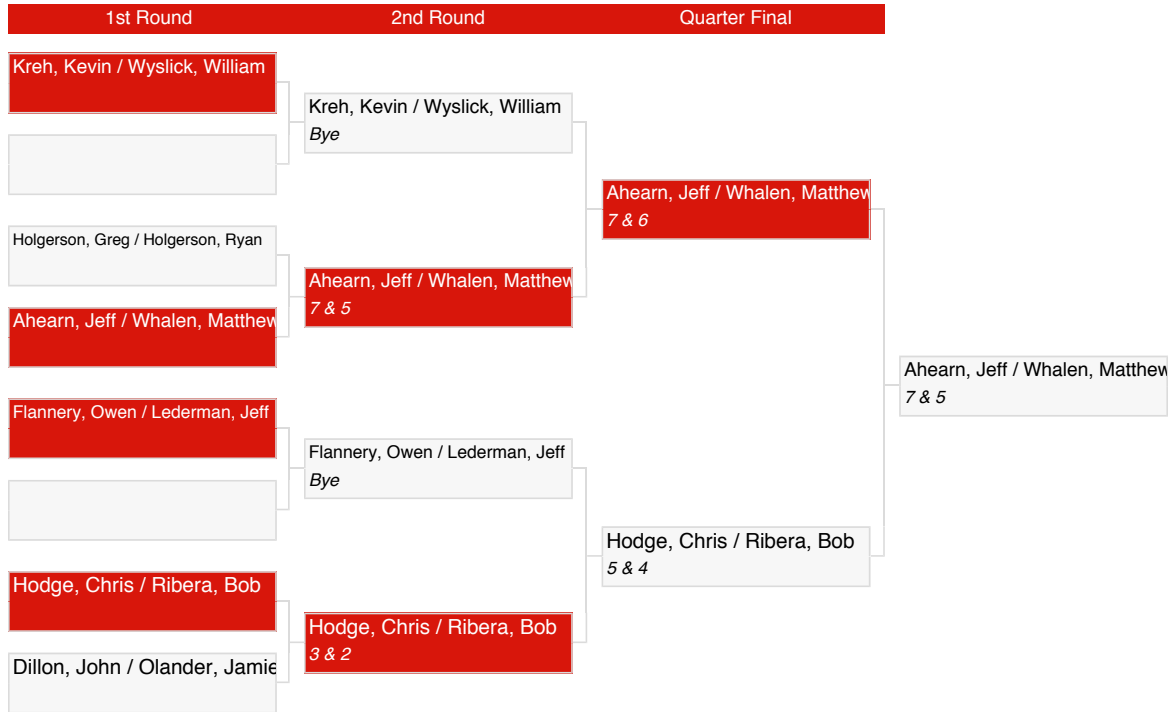 1st Round
2nd Round
Quarter Final
Kreh, Kevin / Wyslick, William
Holgerson, Greg / Holgerson, Ryan
Ahearn, Jeff / Whalen, Matthew
Flannery, Owen / Lederman, Jeff
Hodge, Chris / Ribera, Bob
Dillon, John / Olander, Jamie
Kreh, Kevin / Wyslick, William
Bye
Ahearn, Jeff / Whalen, Matthew
7 & 5
Flannery, Owen / Lederman, Jeff
Bye
Hodge, Chris / Ribera, Bob
3 & 2
Ahearn, Jeff / Whalen, Matthew
7 & 6
Hodge, Chris / Ribera, Bob
5 & 4
Ahearn, Jeff / Whalen, Matthew
7 & 5